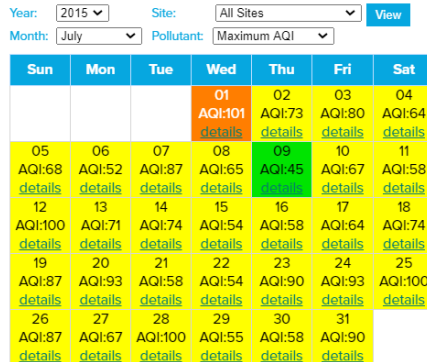 Year: 2015 Site: All Sites View
Month: July Pollutant: Maximum AQI
Sun Mon Tue Wed Thu Fri Sat
01 02 03 04
AQI:101 AQI:73 AQI:80 AQI:64
details details details details
05 06 07 08 09 10 11
AQI:68 AQI:52 AQI:87 AQI:65 AQI:45 AQI:67 AQI:58
details details details details details details details
12 13 14 15 16 17 18
AQI:100 AQI:71 AQI:74 AQI:54 AQI:58 AQI:64 AQI:74
details details details details details details details
19 20 21 22 23 24 25
AQI:87 AQI:93 AQI:58 AQI:54 AQI:90 AQI:93 AQI:100
details details details details details details details
26 27 28 29 30 31
AQI:87 AQI:67 AQI:100 AQI:55 AQI:58 AQI:90
details details details details details details